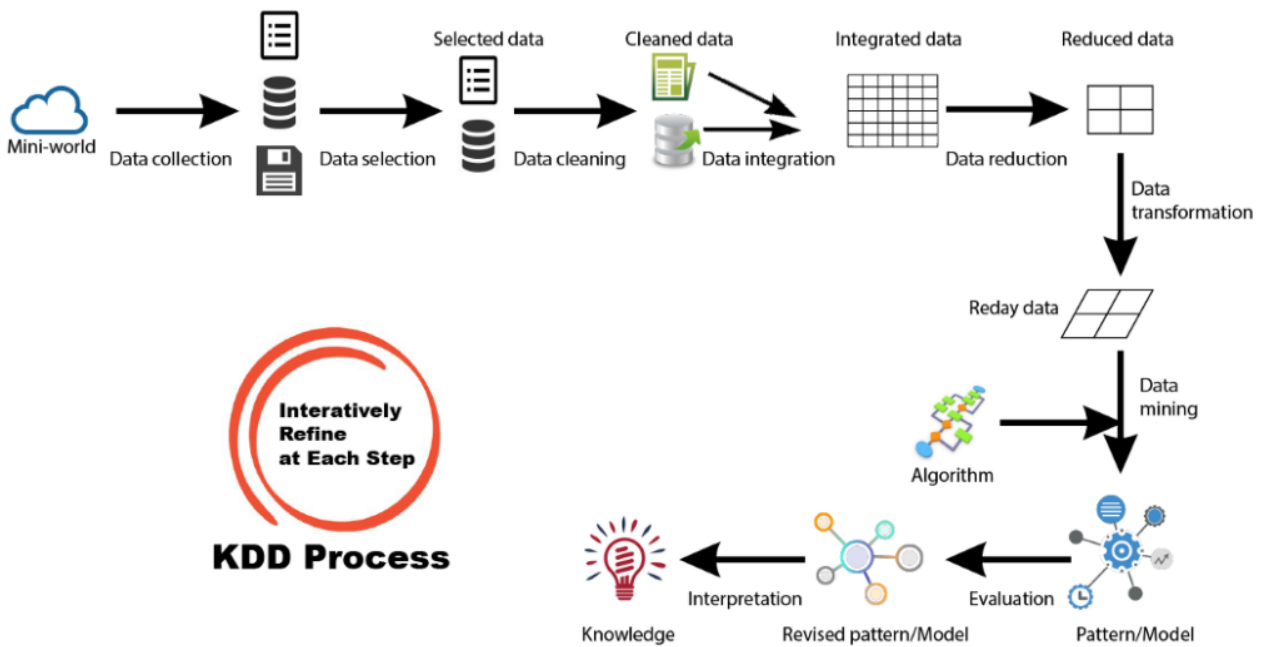 Selected data
Cleaned data
Integrated data
Reduced data
Mini-world
Data collection
Data selection
Data cleaning
Data integration
Data reduction
Data
transformation
Reday data
Data
mining
Algorithm
Interatively
Refine
at Each Step
KDD Process
Interpretation
Evaluation
Knowledge
Revised pattern/Model
Pattern/Model